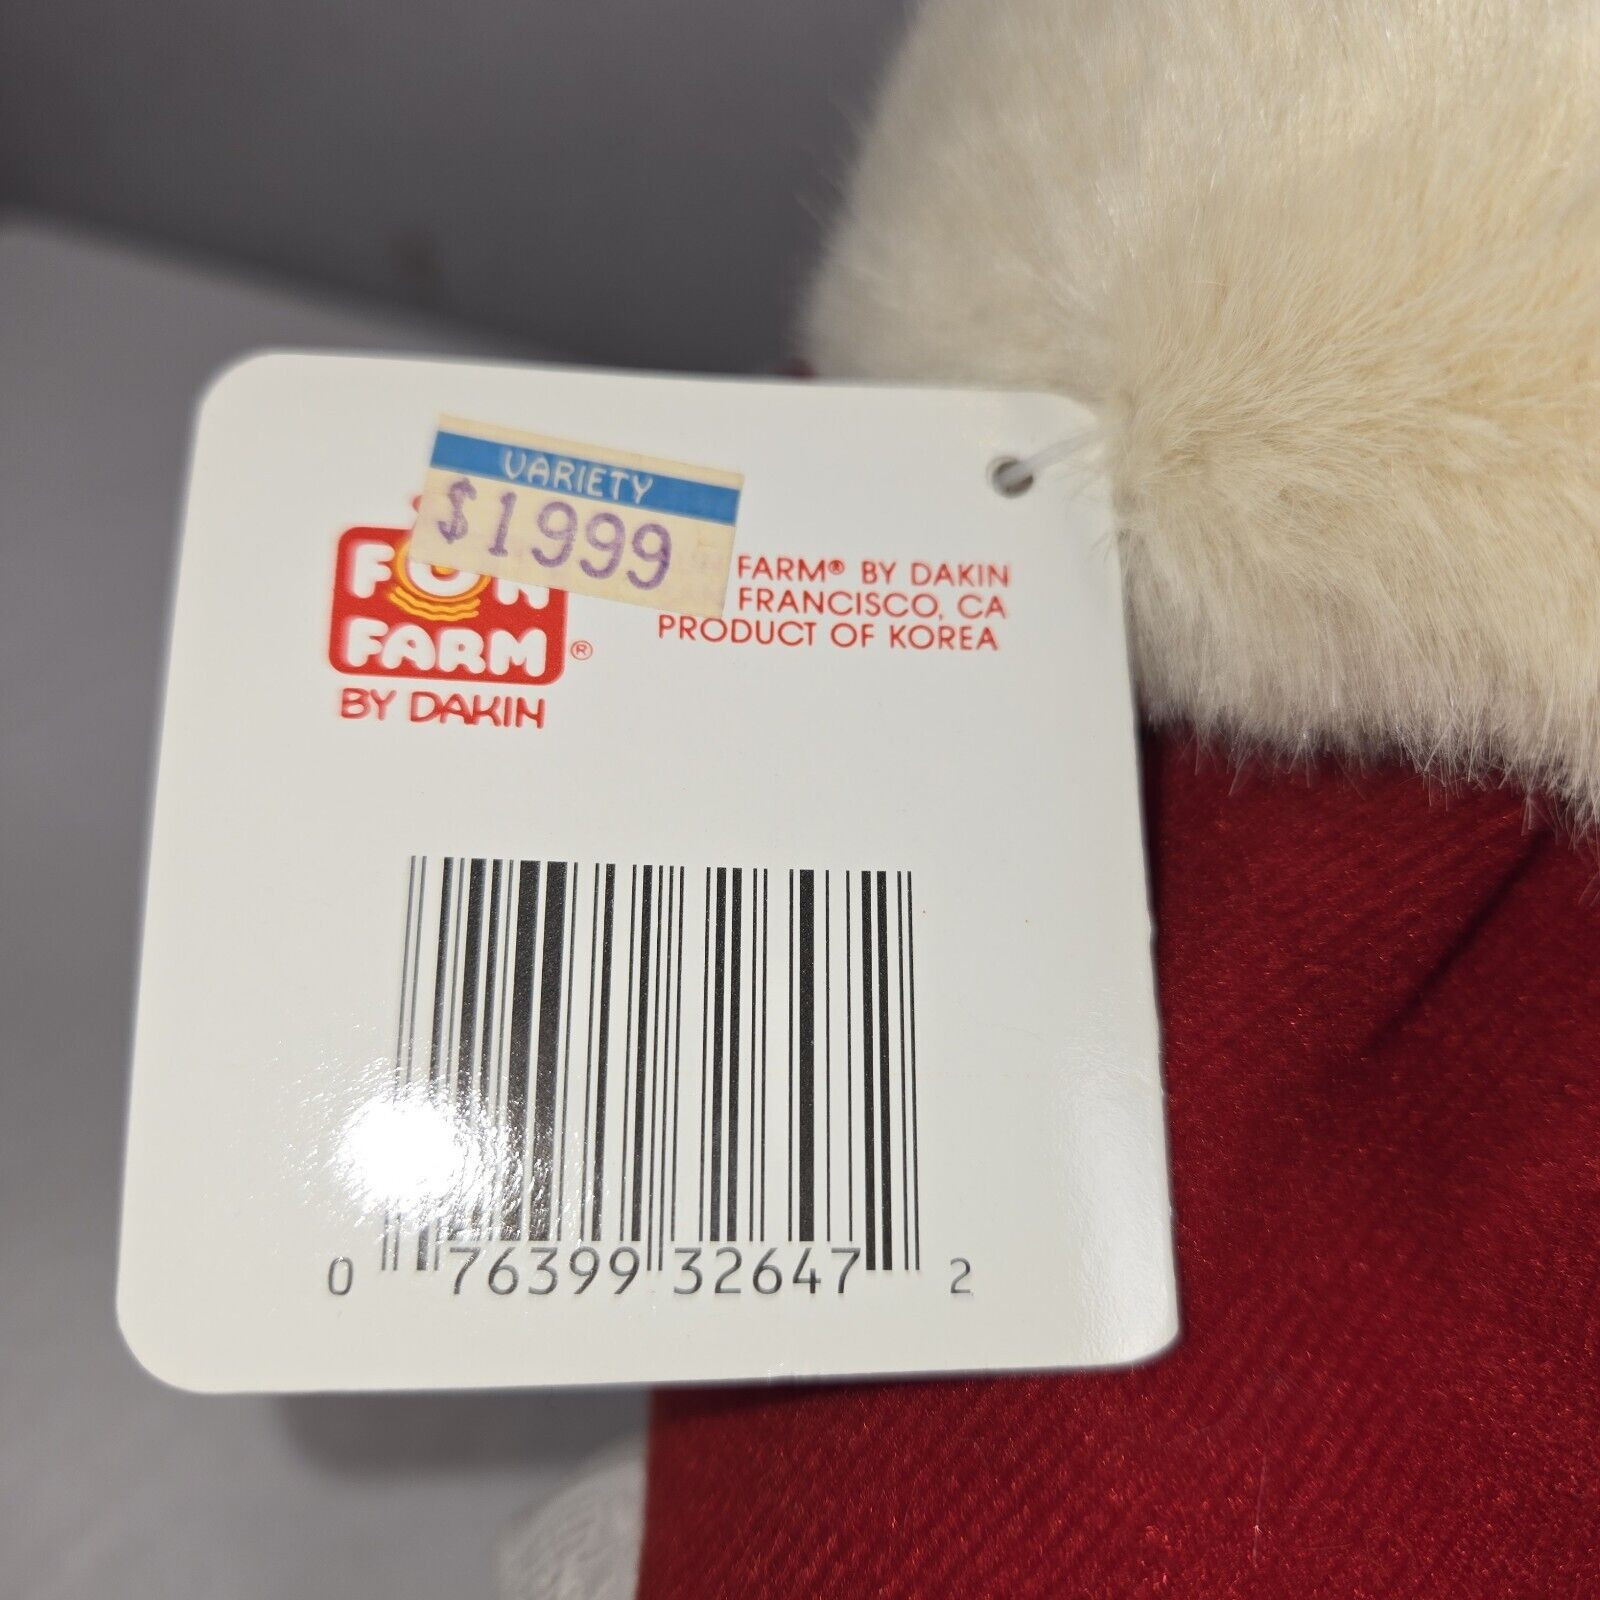 VARIETY
$1999
FUN
FARM®
BY DAKIN
FARM® BY DAKIN
FRANCISCO, CA
PRODUCT OF KOREA
0 76399 32647 2